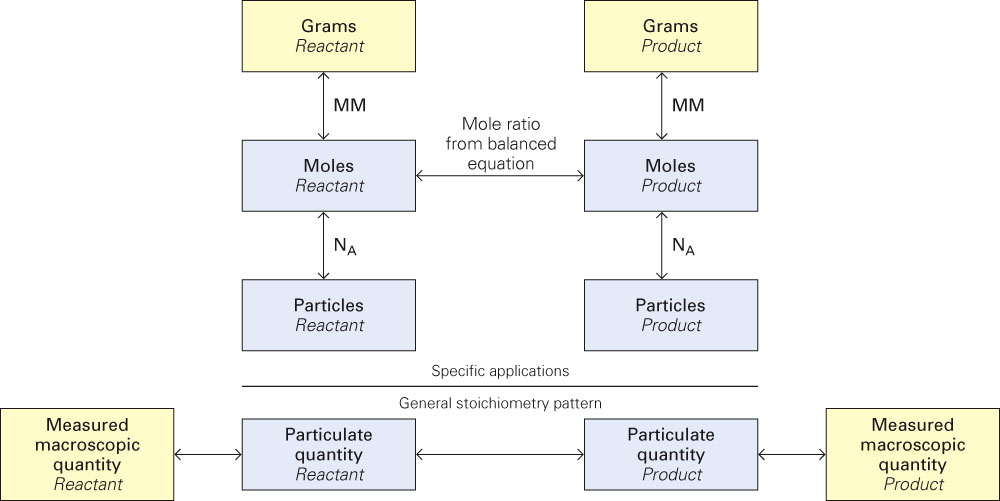 Grams
Reactant
Grams
Product
MM
MM
Mole ratio
from balanced
equation
Moles
Reactant
Moles
Product
NA
NA
Particles
Reactant
Particles
Product
Specific applications
General stoichiometry pattern
Measured
macroscopic
quantity
Reactant
Particulate
quantity
Reactant
Particulate
quantity
Product
Measured
macroscopic
quantity
Product